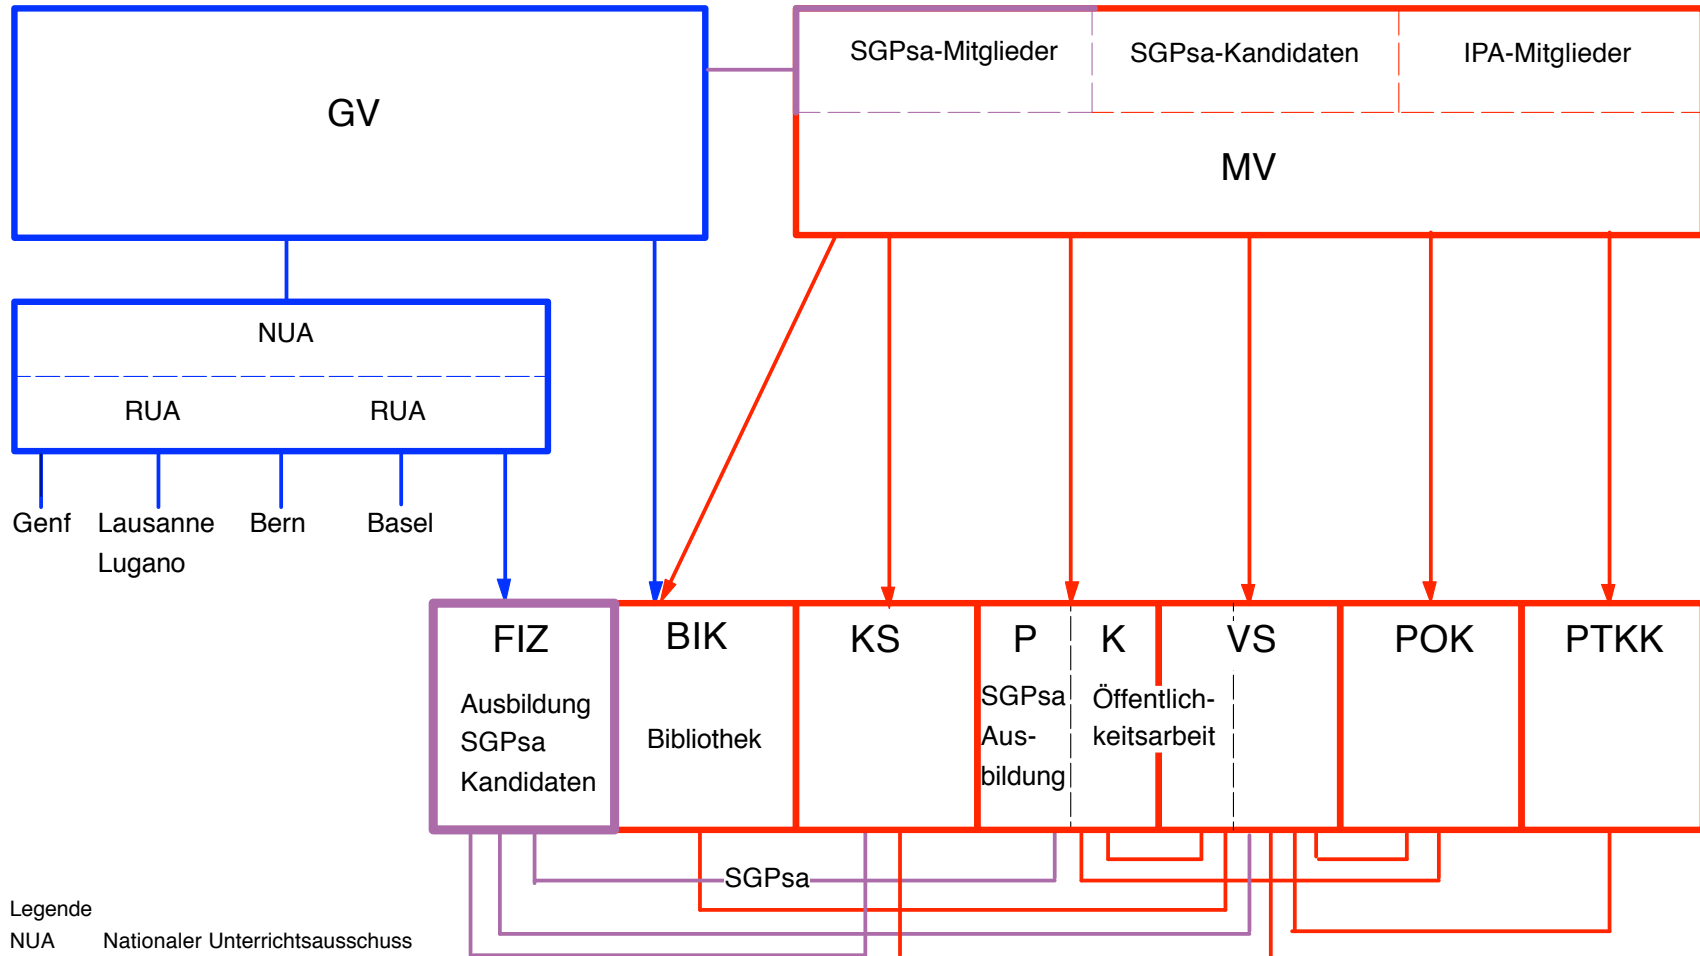 GV
SGPsa-Mitglieder
SGPsa-Kandidaten
IPA-Mitglieder
MV
NUA
RUA
RUA
Genf
Lausanne
Lugano
Bern
Basel
FIZ
Ausbildung
SGPsa
Kandidaten
BIK
Bibliothek
KS
P
K
SGPsa
Aus-
bildung
Öffentlich-
keitsarbeit
VS
POK
PTKK
SGPsa
Legende
NUA Nationaler Unterrichtsausschuss